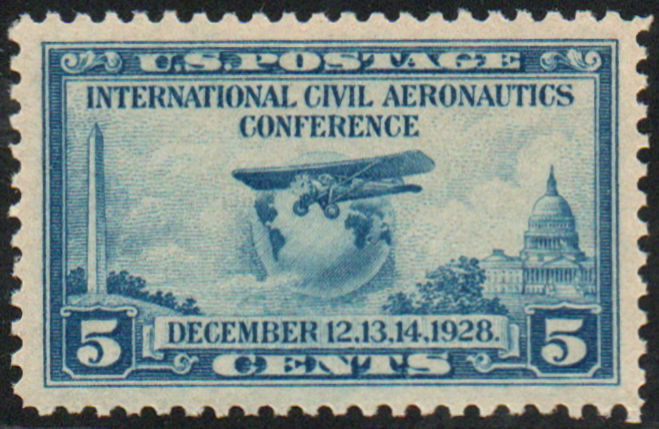 U.S. POSTAGE
INTERNATIONAL CIVIL AERONAUTICS
CONFERENCE
DECEMBER 12,13,14,1928.
5 5
CENTS